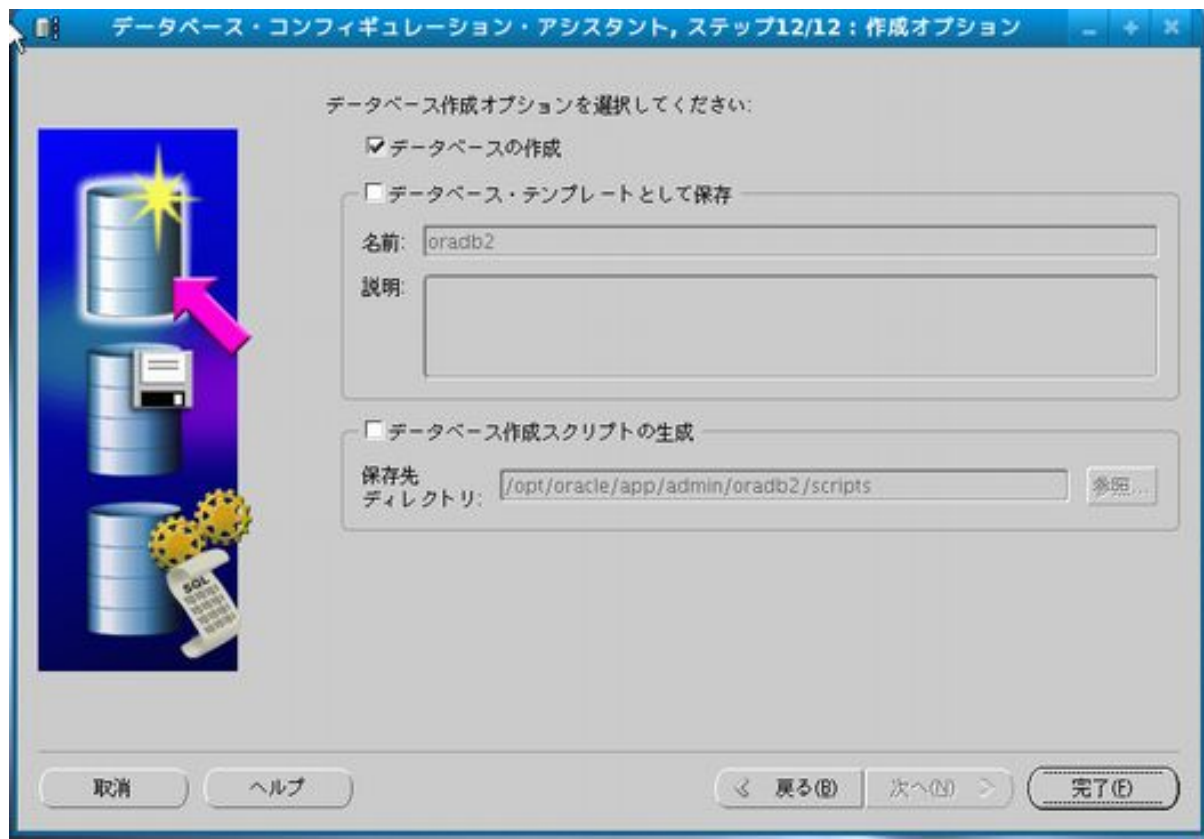 データベース・コンフィギュレーション・アシスタント, ステップ12/12 : 作成オプション
データベース作成オプションを選択してください:
データベースの作成
データベース・テンプレートとして保存
名前: oradb2
説明:
データベース作成スクリプトの生成
保存先
ディレクトリ: /opt/oracle/app/admin/oradb2/scripts 参照...
SQL
取消 ヘルプ 戻る(B) 次へ(N) 完了(F)